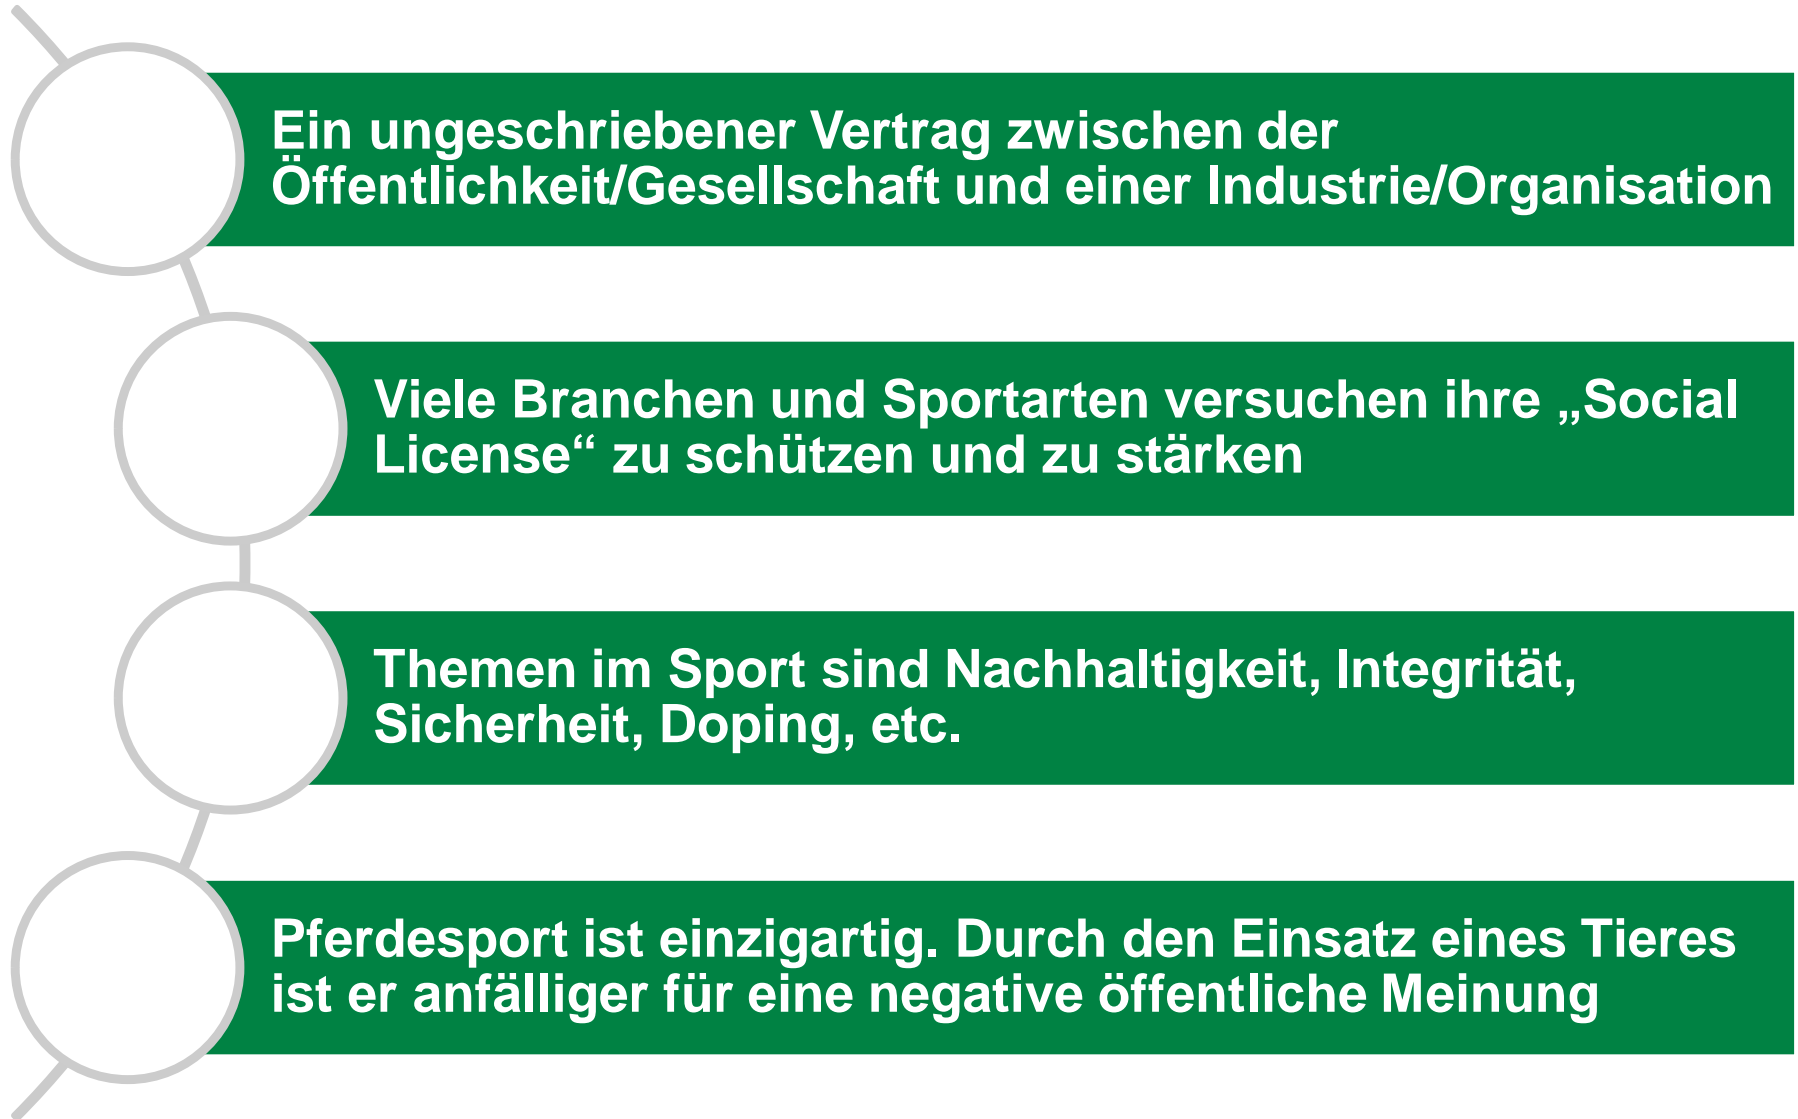 Ein ungeschriebener Vertrag zwischen der
Öffentlichkeit/Gesellschaft und einer Industrie/Organisation
Viele Branchen und Sportarten versuchen ihre „Social
License“ zu schützen und zu stärken
Themen im Sport sind Nachhaltigkeit, Integrität,
Sicherheit, Doping, etc.
Pferdesport ist einzigartig. Durch den Einsatz eines Tieres
ist er anfälliger für eine negative öffentliche Meinung